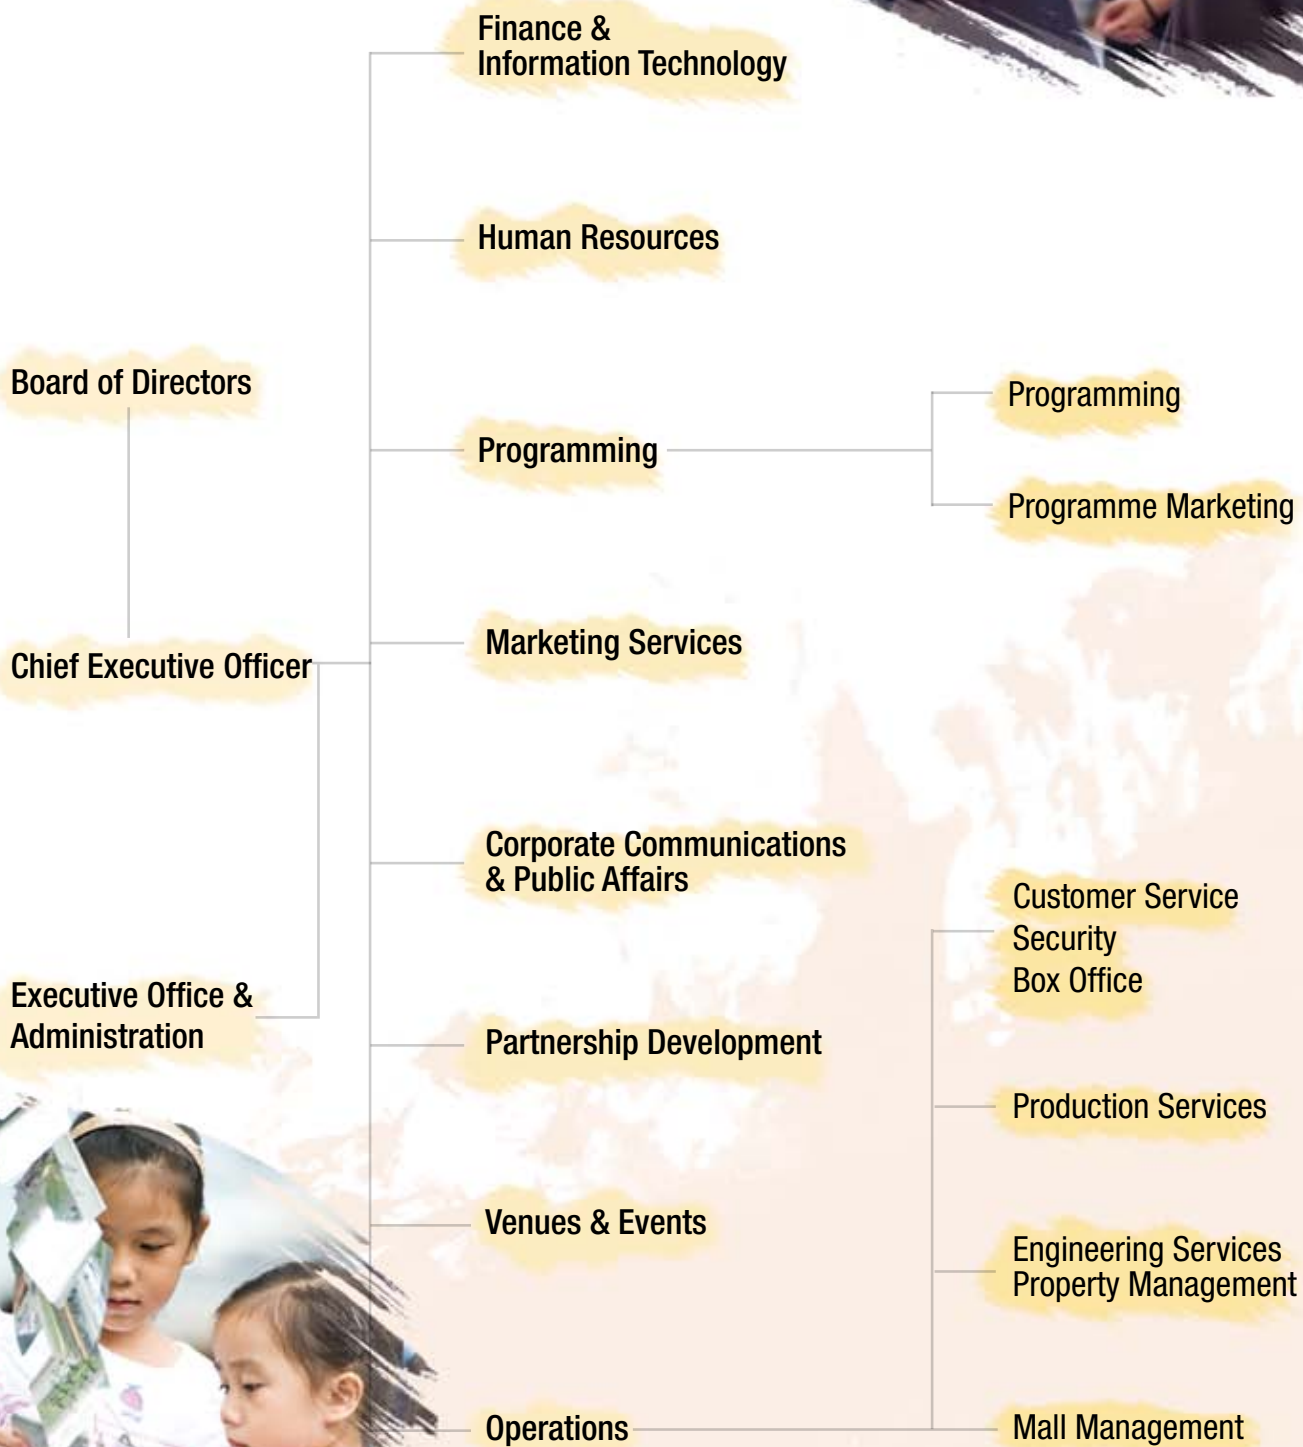 Finance &
Information Technology
Human Resources
Board of Directors
Programming
Programming
Programme Marketing
Chief Executive Officer
Marketing Services
Corporate Communications
& Public Affairs
Customer Service
Security
Box Office
Executive Office &
Administration
Partnership Development
Production Services
Venues & Events
Engineering Services
Property Management
Operations
Mall Management